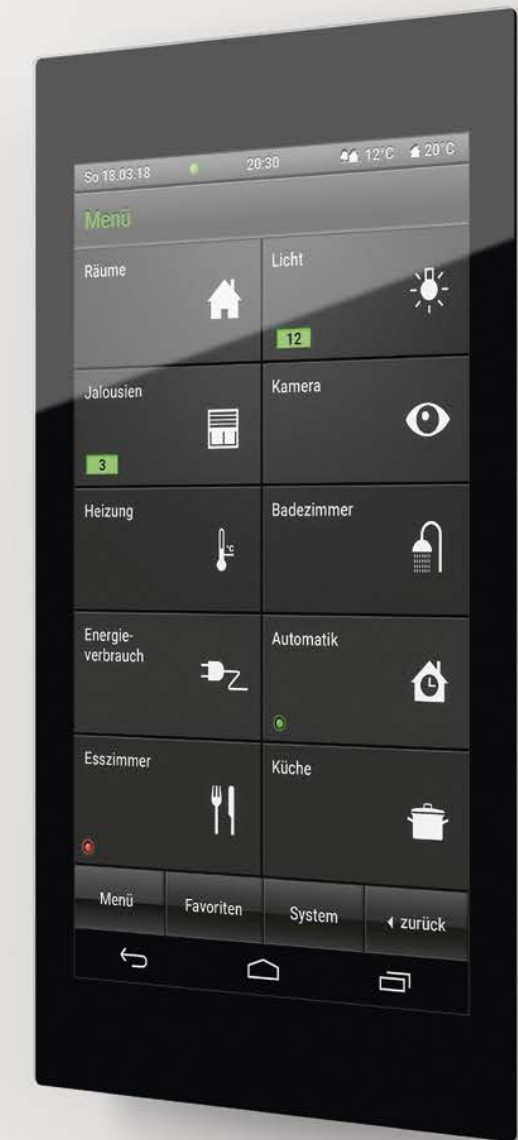 So 18.03.18 20:30 12°C 20°C
Menü
Räume
Licht
12
Jalousien
3
Kamera
Heizung
°C
Badezimmer
Energie-
verbrauch
Automatik
Esszimmer
Küche
Menü Favoriten System zurück